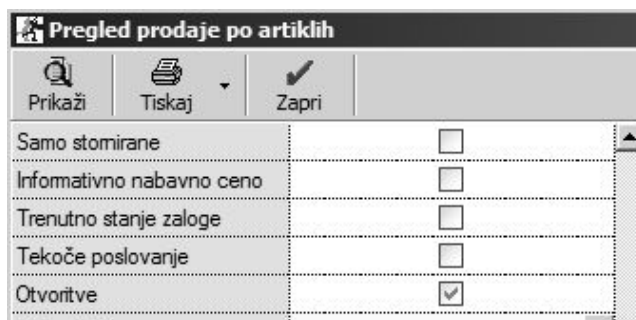 Pregled prodaje po artiklih
Prikaži Tiskaj Zapri
Samo stornirane
Informativno nabavno ceno
Trenutno stanje zaloge
Tekoče poslovanje
Otvoritve